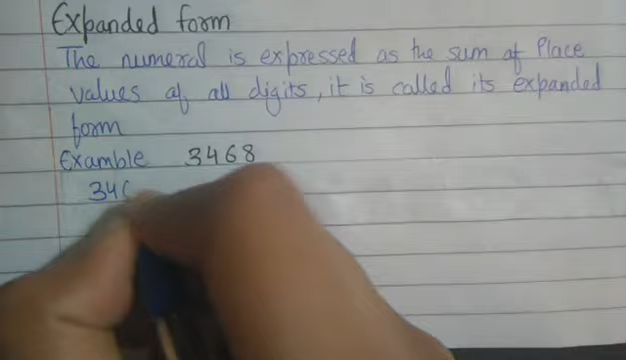 Expanded form
The numeral is expressed as the sum of Place
values of all digits, it is called its expanded
form
Examble 3468
34